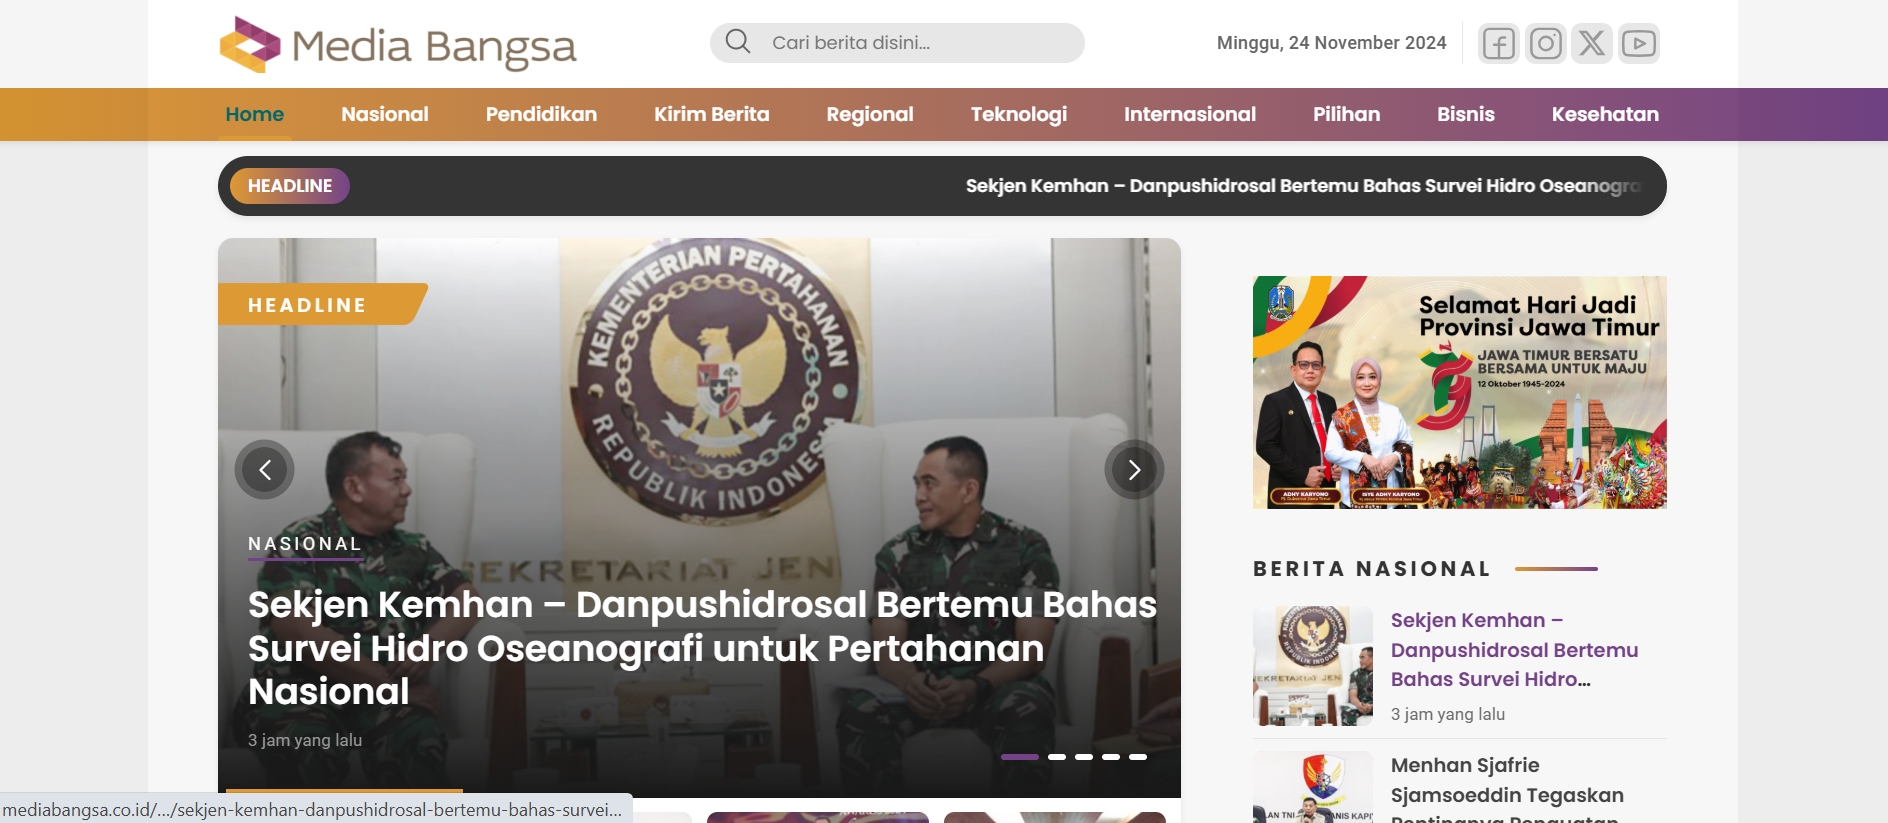 Media Bangsa
Cari berita disini...
Minggu, 24 November 2024
Home
Nasional
Pendidikan
Kirim Berita
Regional
Teknologi
Internasional
Pilihan
Bisnis
Kesehatan
HEADLINE
Sekjen Kemhan – Danpushidrosal Bertemu Bahas Survei Hidro Oseanogra
HEADLINE
KEMENTERIAN PERTAHANAN
REPUBLIK INDONESIA
SEKRETARIAT JEN
NASIONAL
Sekjen Kemhan – Danpushidrosal Bertemu Bahas
Survei Hidro Oseanografi untuk Pertahanan
Nasional
3 jam yang lalu
Selamat Hari Jadi
Provinsi Jawa Timur
79
JAWA TIMUR BERSATU
BERSAMA UNTUK MAJU
12 Oktober 1945-2024
ADHY KARYONO
ISYE ADHY KARYONO
BERITA NASIONAL
Sekjen Kemhan –
Danpushidrosal Bertemu
Bahas Survei Hidro...
3 jam yang lalu
Menhan Sjafrie
Sjamsoeddin Tegaskan
Pentingnya Penguatan
mediabangsa.co.id/.../sekjen-kemhan-danpushidrosal-bertemu-bahas-survei...